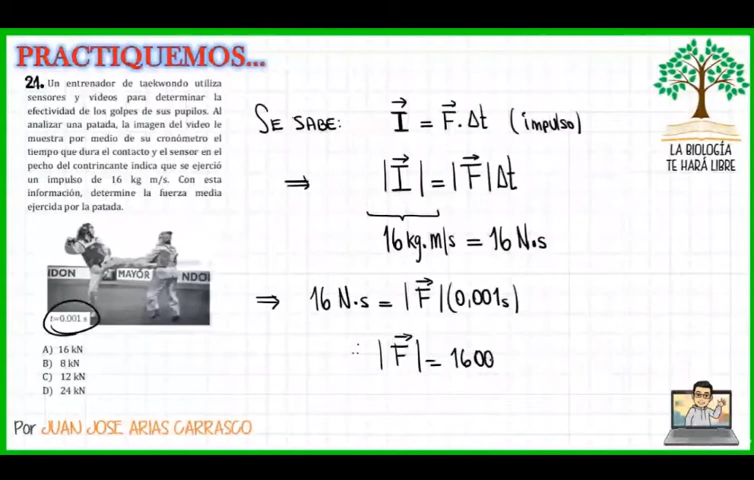 PRACTIQUEMOS...
21. Un entrenador de taekwondo utiliza
sensores y videos para determinar la
efectividad de los golpes de sus pupilos. Al
analizar una patada, la imagen del video le
muestra por medio de su cronómetro el
tiempo que dura el contacto y el sensor en el
pecho del contrincante indica que se ejerció
un impulso de 16 kg m/s. Con esta
información, determine la fuerza media
ejercida por la patada.
IDON MAYOR NDOI
t=0.001 s
A) 16 kN
B) 8 kN
C) 12 kN
D) 24 kN
Por JUAN JOSE ARIAS CARRASCO
SE SABE: I⃗ = F⃗.Δt (impulso)
⇒ |I⃗| = |F⃗|Δt
16 kg.m/s = 16 N.s
⇒ 16 N.s = |F⃗|(0,001s)
∴ |F⃗| = 1600
LA BIOLOGÍA
TE HARÁ LIBRE